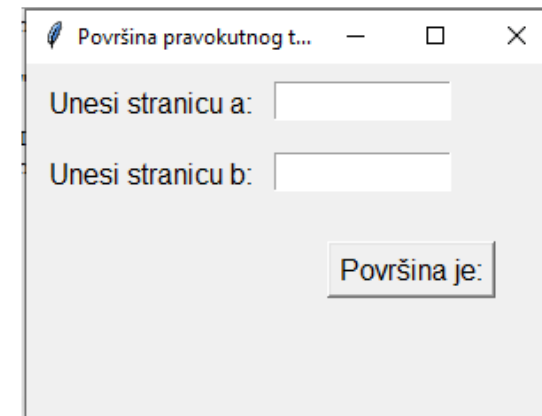 Površina pravokutnog t...
Unesi stranicu a:
Unesi stranicu b:
Površina je: